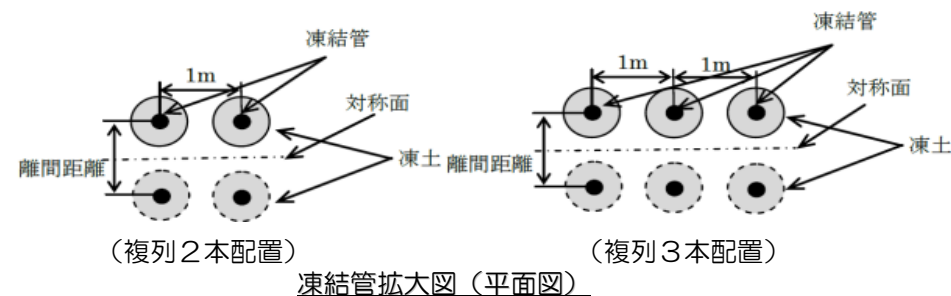 凍結管
1m
対称面
離間距離
凍土
(複列2本配置)
凍結管
1m
1m
対称面
離間距離
凍土
(複列3本配置)
凍結管拡大図(平面図)